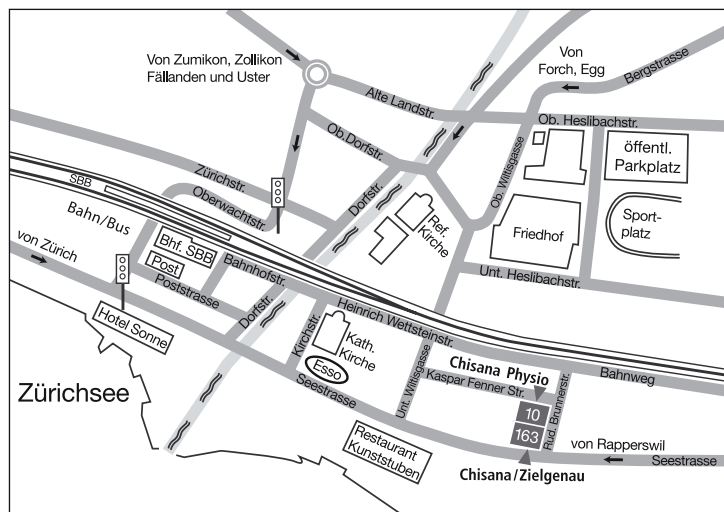 Von Zumikon, Zollikon
Fällanden und Uster
Von
Forch, Egg
Bergstrasse
Alte Landstr.
Ob. Heslibachstr.
Ob.Dorfstr.
Zürichstr.
öffentl.
Parkplatz
SBB
Oberwachtstr.
Dorfstr.
Ob. Wiltisgasse
Bahn/Bus
Ref.
Kirche
Friedhof
Sport-
platz
von Zürich
Bhf. SBB
Post
Bahnhofstr.
Unt. Heslibachstr.
Poststrasse
Hotel Sonne
Dorfstr.
Heinrich Wettsteinstr.
Kirchstr.
Kath.
Kirche
Esso
Zürichsee
Seestrasse
Unt. Wiltisgasse
Chisana Physio
Kaspar Fenner Str.
Bahnweg
10
163
Rud. Brunnerstr.
Restaurant
Kunststuben
von Rapperswil
Seestrasse
Chisana/Zielgenau